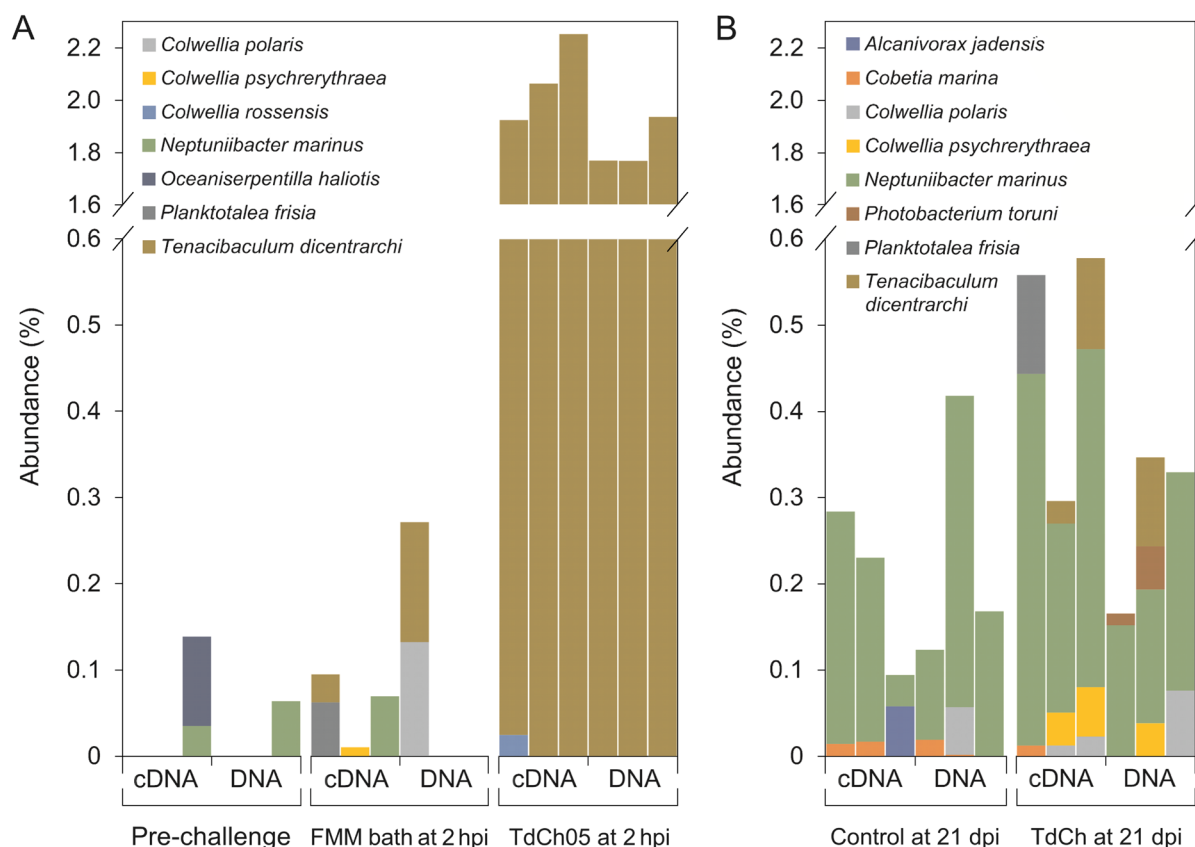 A
2.2
2.0
1.8
1.6
0.6
0.5
0.4
0.3
0.2
0.1
0
Abundance (%)
Colwellia polaris
Colwellia psychrerythraea
Colwellia rossensis
Neptuniibacter marinus
Oceaniserpentilla haliotis
Planktotalea frisia
Tenacibaculum dicentrarchi
cDNA DNA cDNA DNA cDNA DNA
Pre-challenge FMM bath at 2 hpi TdCh05 at 2 hpi
B
2.2
2.0
1.8
1.6
0.6
0.5
0.4
0.3
0.2
0.1
0
Abundance (%)
Alcanivorax jadensis
Cobetia marina
Colwellia polaris
Colwellia psychrerythraea
Neptuniibacter marinus
Photobacterium toruni
Planktotalea frisia
Tenacibaculum
dicentrarchi
cDNA DNA cDNA DNA
Control at 21 dpi TdCh at 21 dpi